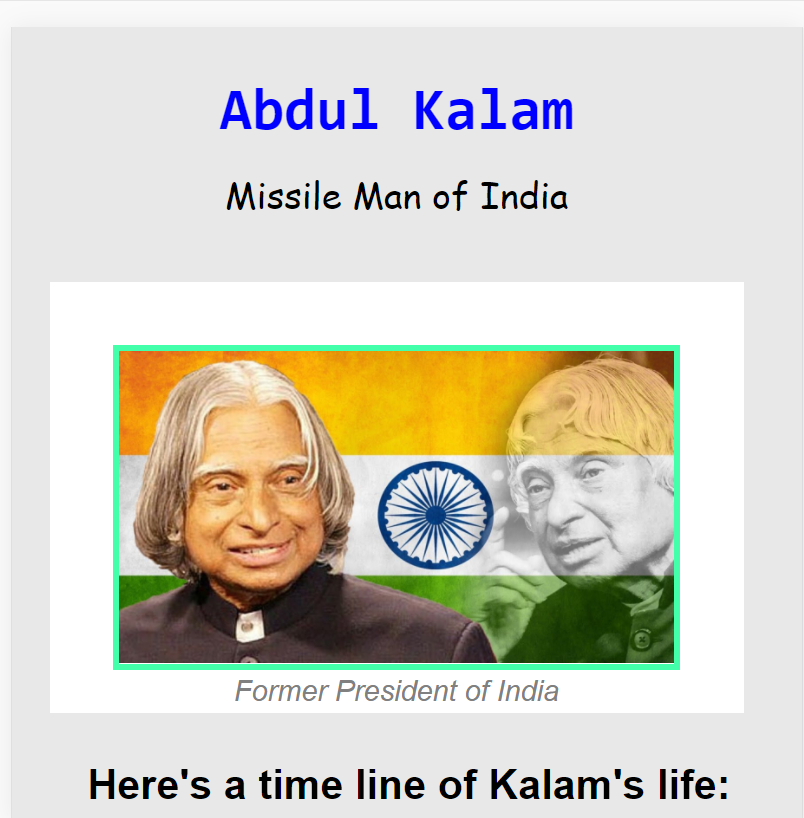 Abdul Kalam
Missile Man of India
Former President of India
Here's a time line of Kalam's life: